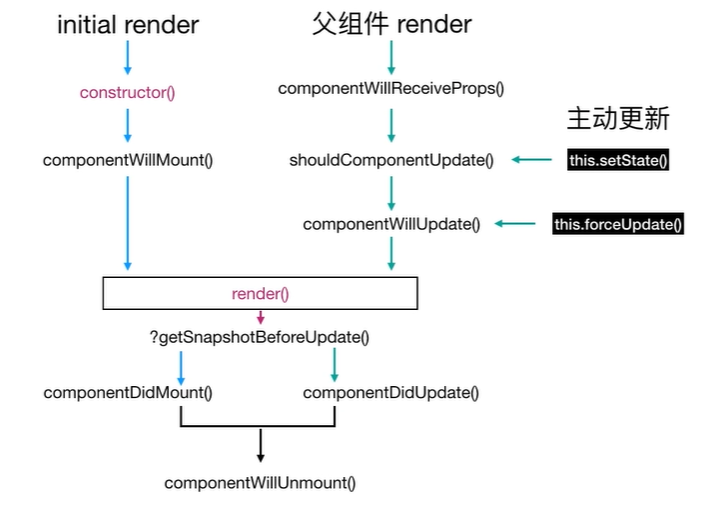 initial render
父组件 render
constructor()
componentWillReceiveProps()
主动更新
componentWillMount()
shouldComponentUpdate()
this.setState()
componentWillUpdate()
this.forceUpdate()
render()
?getSnapshotBeforeUpdate()
componentDidMount()
componentDidUpdate()
componentWillUnmount()